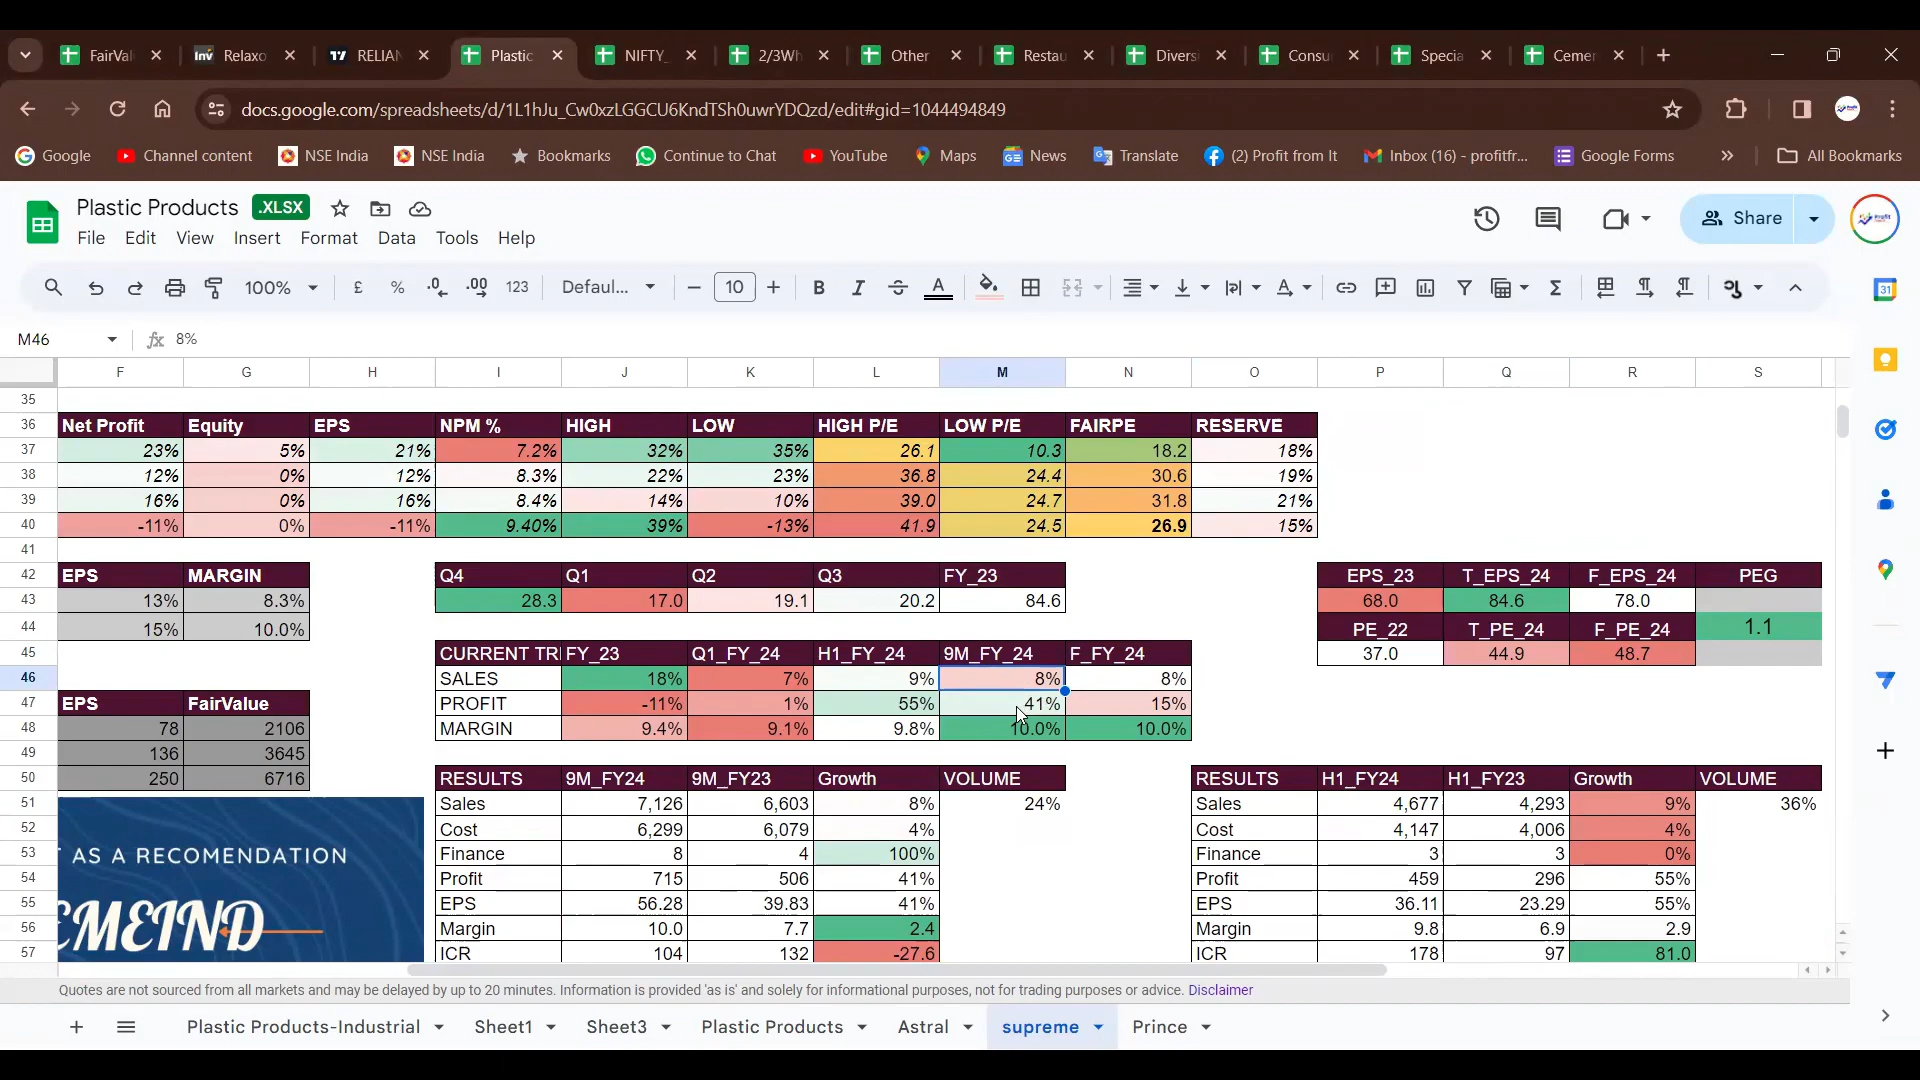 FairVal
Relaxo
RELIAN
Plastic
NIFTY_
2/3Wh
Other
Restau
Diversi
Consu
Specia
Cemen
docs.google.com/spreadsheets/d/1L1hJu_Cw0xzLGGCU6KndTSh0uwrYDQzd/edit#gid=1044494849
Google Channel content NSE India NSE India Bookmarks Continue to Chat YouTube Maps News Translate (2) Profit from It Inbox (16) - profitfr... Google Forms » All Bookmarks
Plastic Products .XLSX
File Edit View Insert Format Data Tools Help
Share
100% £ % .0 .00 123 Defaul... 10 B I A
M46 fx 8%
F G H I J K L M N O P Q R S
35
36 Net Profit Equity EPS NPM % HIGH LOW HIGH P/E LOW P/E FAIRPE RESERVE
37 23% 5% 21% 7.2% 32% 35% 26.1 10.3 18.2 18%
38 12% 0% 12% 8.3% 22% 23% 36.8 24.4 30.6 19%
39 16% 0% 16% 8.4% 14% 10% 39.0 24.7 31.8 21%
40 -11% 0% -11% 9.40% 39% -13% 41.9 24.5 26.9 15%
41
42 EPS MARGIN Q4 Q1 Q2 Q3 FY_23 EPS_23 T_EPS_24 F_EPS_24 PEG
43 13% 8.3% 28.3 17.0 19.1 20.2 84.6 68.0 84.6 78.0
44 15% 10.0% PE_22 T_PE_24 F_PE_24 1.1
45 CURRENT TRI FY_23 Q1_FY_24 H1_FY_24 9M_FY_24 F_FY_24 37.0 44.9 48.7
46 SALES 18% 7% 9% 8% 8%
47 EPS FairValue PROFIT -11% 1% 55% 41% 15%
48 78 2106 MARGIN 9.4% 9.1% 9.8% 10.0% 10.0%
49 136 3645
50 250 6716 RESULTS 9M_FY24 9M_FY23 Growth VOLUME RESULTS H1_FY24 H1_FY23 Growth VOLUME
51 Sales 7,126 6,603 8% 24% Sales 4,677 4,293 9% 36%
52 Cost 6,299 6,079 4% Cost 4,147 4,006 4%
53 Finance 8 4 100% Finance 3 3 0%
54 Profit 715 506 41% Profit 459 296 55%
55 EPS 56.28 39.83 41% EPS 36.11 23.29 55%
56 Margin 10.0 7.7 2.4 Margin 9.8 6.9 2.9
57 ICR 104 132 -27.6 ICR 178 97 81.0
AS A RECOMENDATION
EMEIND
Quotes are not sourced from all markets and may be delayed by up to 20 minutes. Information is provided 'as is' and solely for informational purposes, not for trading purposes or advice. Disclaimer
Plastic Products-Industrial Sheet1 Sheet3 Plastic Products Astral supreme Prince